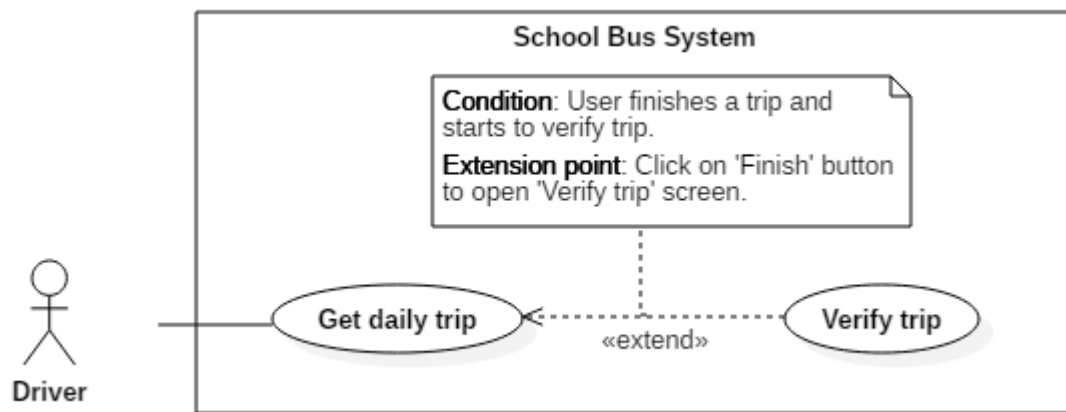 School Bus System
Condition: User finishes a trip and
starts to verify trip.
Extension point: Click on 'Finish' button
to open 'Verify trip' screen.
Get daily trip
Verify trip
«extend»
Driver